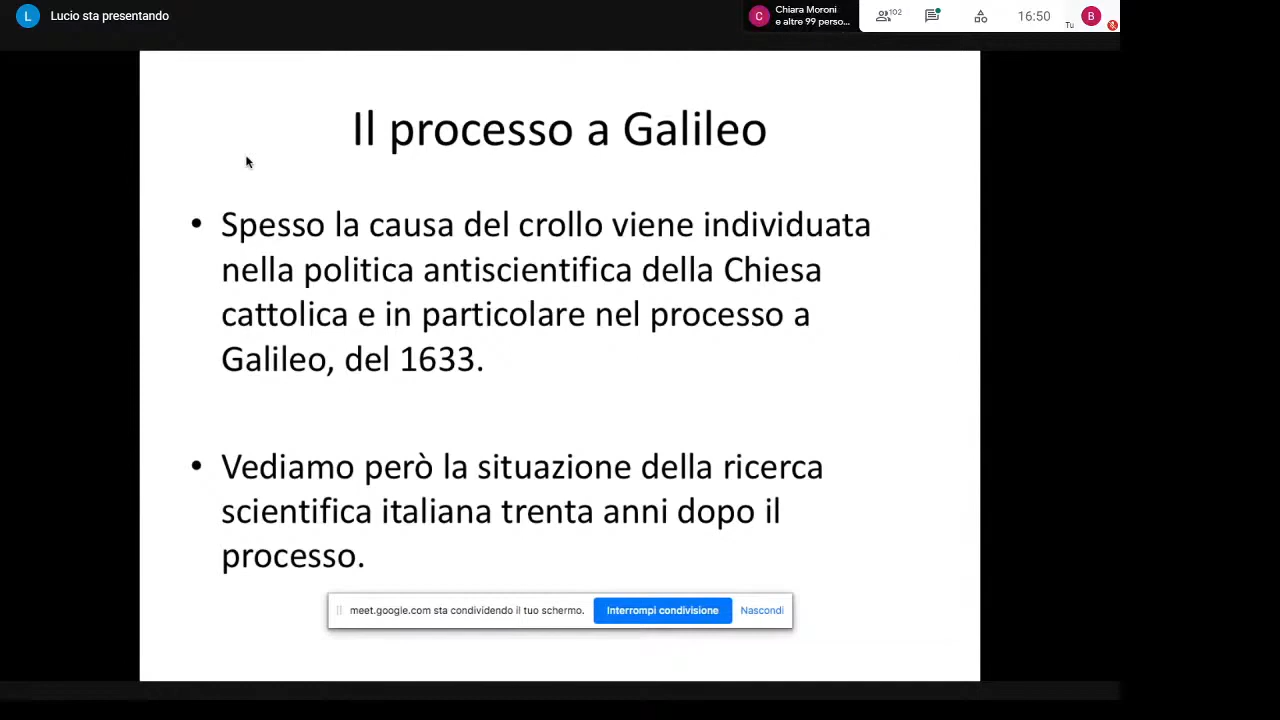 L Lucio sta presentando
C Chiara Moroni
e altre 99 perso...
102
16:50
Tu
B
Il processo a Galileo
• Spesso la causa del crollo viene individuata
nella politica antiscientifica della Chiesa
cattolica e in particolare nel processo a
Galileo, del 1633.
• Vediamo però la situazione della ricerca
scientifica italiana trenta anni dopo il
processo.
meet.google.com sta condividendo il tuo schermo. Interrompi condivisione Nascondi